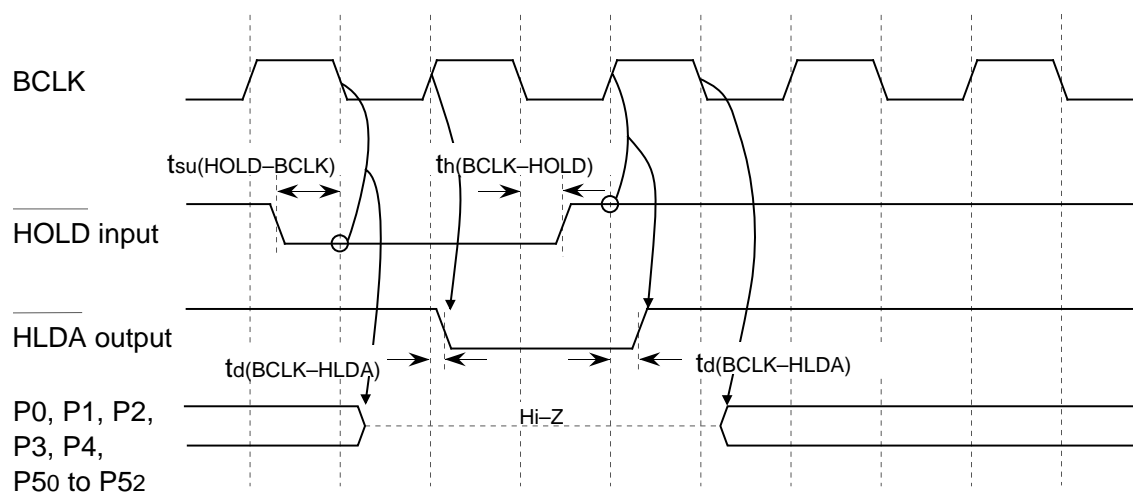 BCLK
tsu(HOLD–BCLK)
th(BCLK–HOLD)
HOLD input
HLDA output
td(BCLK–HLDA)
td(BCLK–HLDA)
P0, P1, P2,
P3, P4,
P50 to P52
Hi–Z